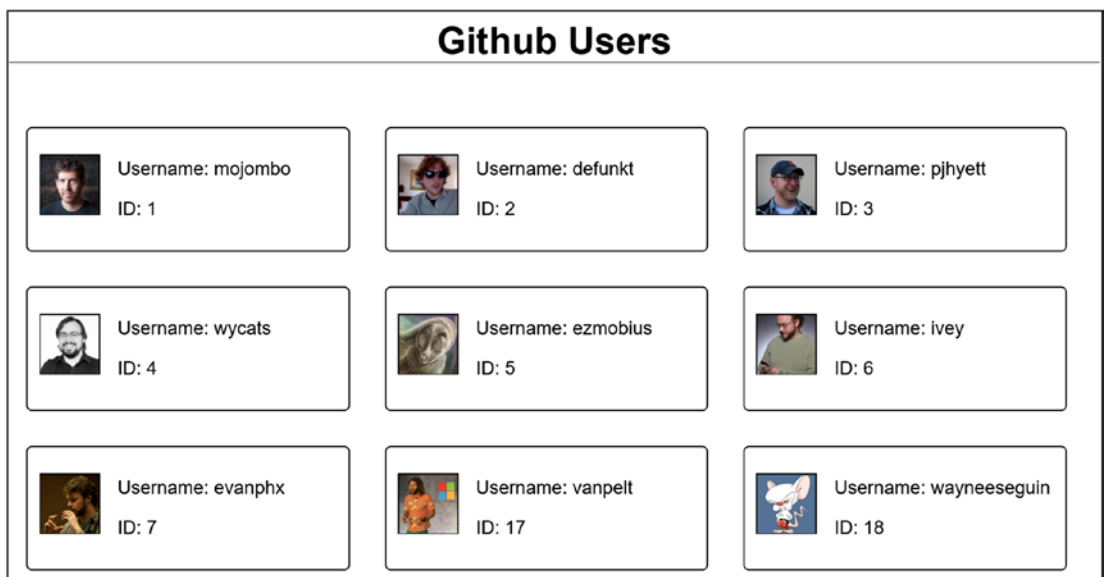 Github Users
Username: mojombo
ID: 1
Username: defunkt
ID: 2
Username: pjhyett
ID: 3
Username: wycats
ID: 4
Username: ezmobius
ID: 5
Username: ivey
ID: 6
Username: evanphx
ID: 7
Username: vanpelt
ID: 17
Username: wayneeseguin
ID: 18